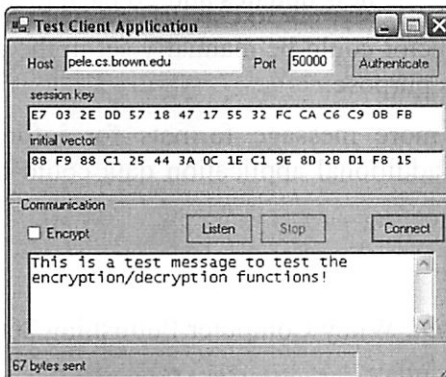 Test Client Application
Host pele.cs.brown.edu Port 50000 Authenticate
session key
E7 03 2E DD 57 18 47 17 55 32 FC CA C6 C9 0B FB
initial vector
88 F9 88 C1 25 44 3A 0C 1E C1 9E 8D 2B D1 F8 15
Communication
Encrypt Listen Stop Connect
This is a test message to test the
encryption/decryption functions!
67 bytes sent